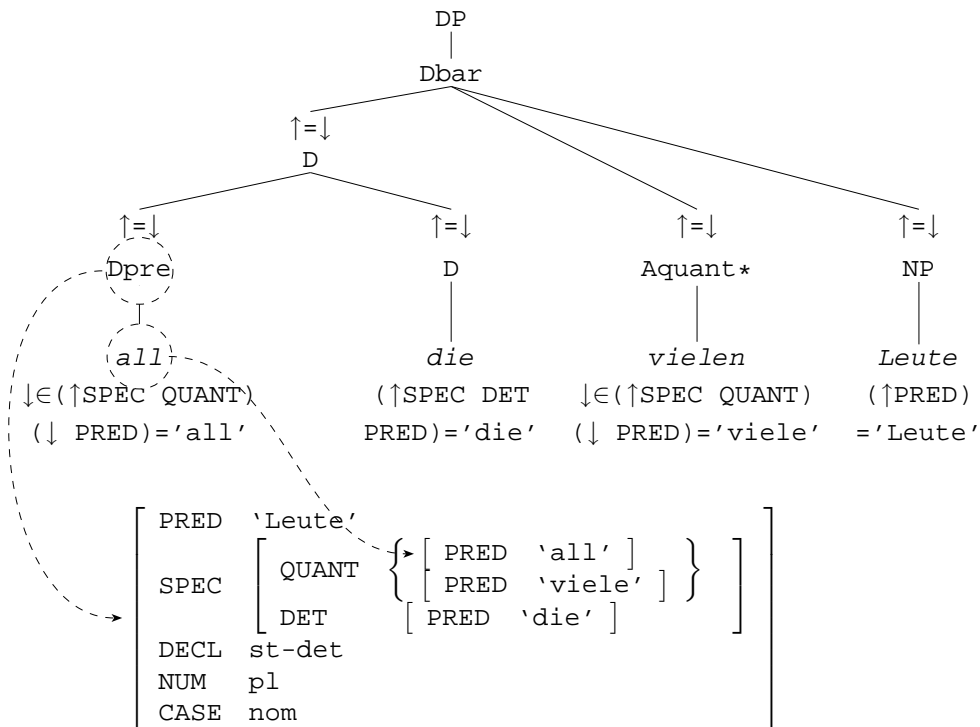 DP
Dbar
↑=↓
D
↑=↓ ↑=↓ ↑=↓ ↑=↓
Dpre D Aquant* NP
all die vielen Leute
↓∈(↑SPEC QUANT) (↑SPEC DET ↓∈(↑SPEC QUANT) (↑PRED)
(↓ PRED)='all' PRED)='die' (↓ PRED)='viele' ='Leute'
PRED ‘Leute’
[ PRED ‘all’ ]
QUANT { }
SPEC [ PRED ‘viele’ ]
DET [ PRED ‘die’ ]
DECL st-det
NUM pl
CASE nom